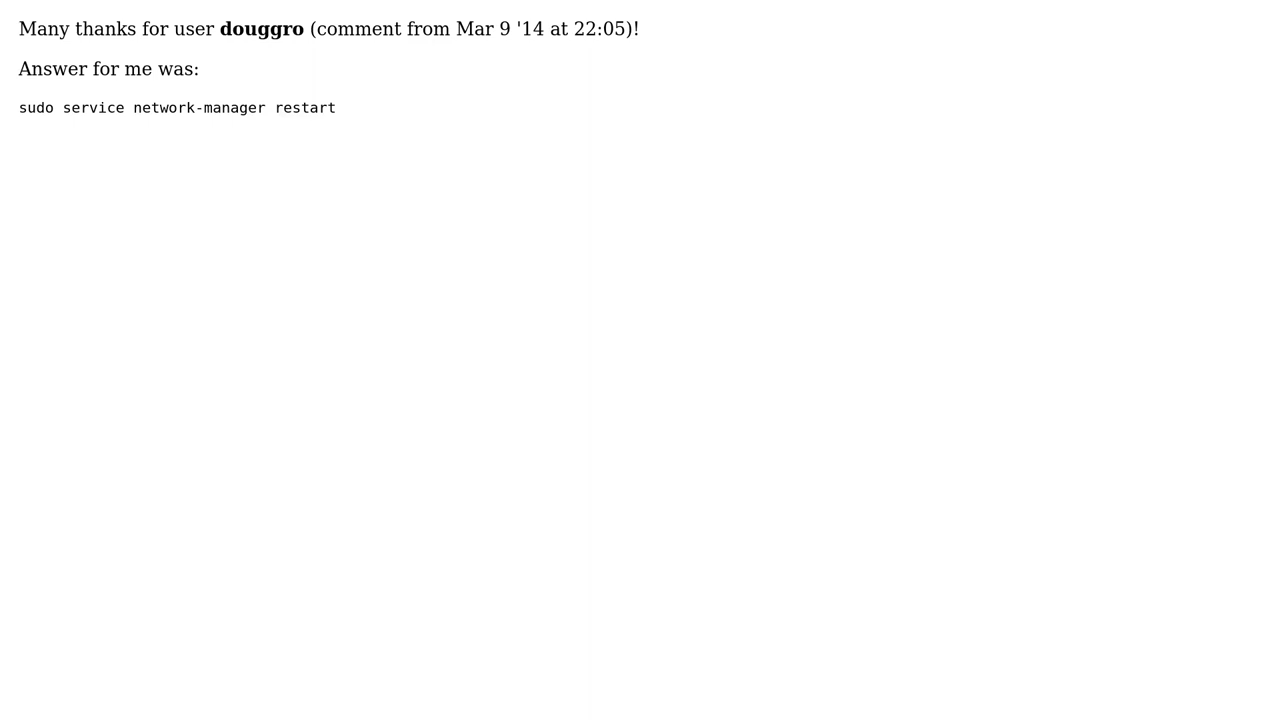 Many thanks for user douggro (comment from Mar 9 '14 at 22:05)!
Answer for me was:
sudo service network-manager restart